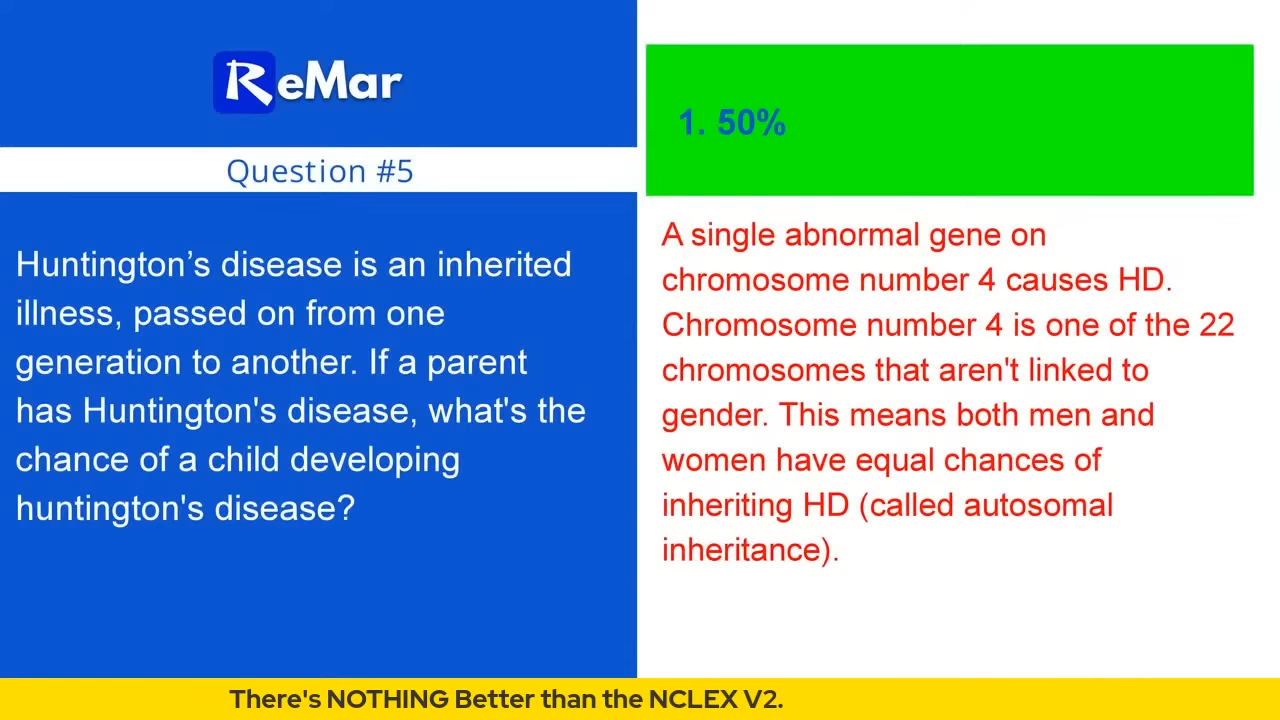 ReMar
Question #5
Huntington’s disease is an inherited
illness, passed on from one
generation to another. If a parent
has Huntington's disease, what's the
chance of a child developing
huntington's disease?
1. 50%
A single abnormal gene on
chromosome number 4 causes HD.
Chromosome number 4 is one of the 22
chromosomes that aren't linked to
gender. This means both men and
women have equal chances of
inheriting HD (called autosomal
inheritance).
There's NOTHING Better than the NCLEX V2.